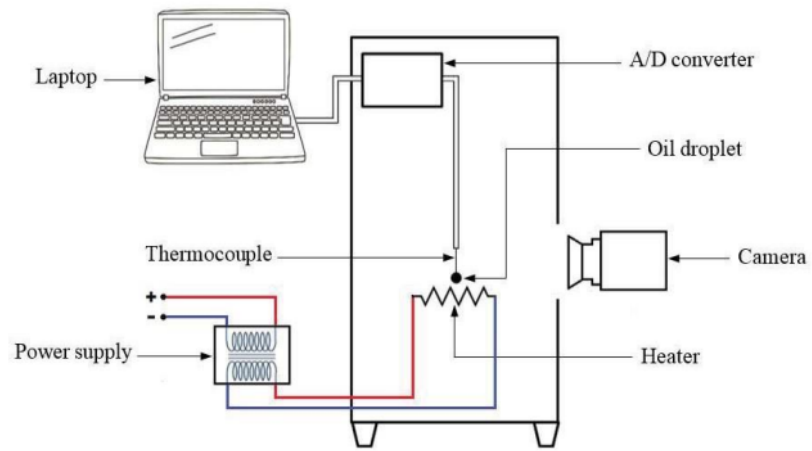 A/D converter
Laptop
Oil droplet
Thermocouple
Camera
+
-
Power supply
Heater